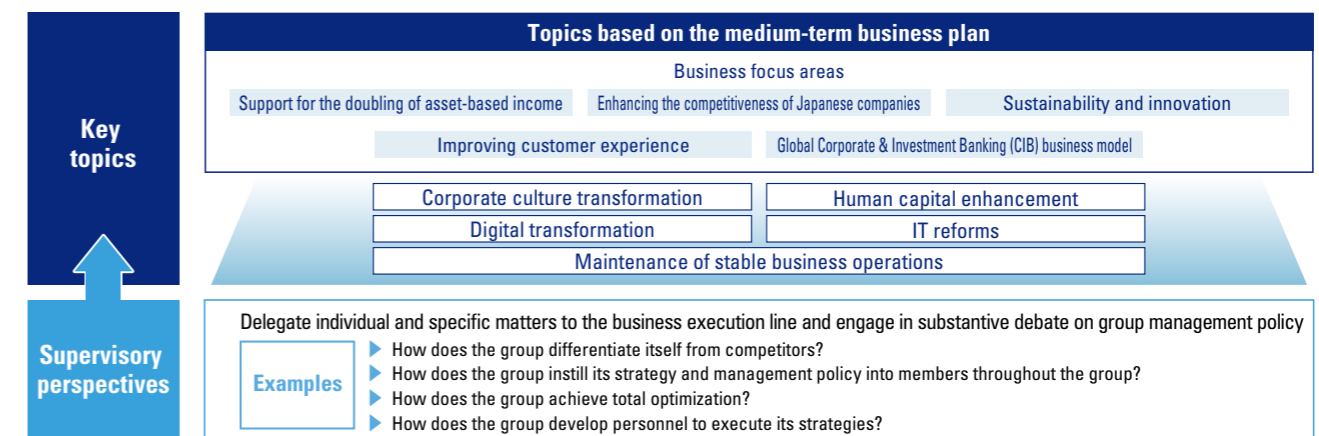 Key
topics
Topics based on the medium-term business plan
Business focus areas
Support for the doubling of asset-based income
Enhancing the competitiveness of Japanese companies
Sustainability and innovation
Improving customer experience
Global Corporate & Investment Banking (CIB) business model
Corporate culture transformation
Human capital enhancement
Digital transformation
IT reforms
Maintenance of stable business operations
Supervisory
perspectives
Delegate individual and specific matters to the business execution line and engage in substantive debate on group management policy
Examples
How does the group differentiate itself from competitors?
How does the group instill its strategy and management policy into members throughout the group?
How does the group achieve total optimization?
How does the group develop personnel to execute its strategies?